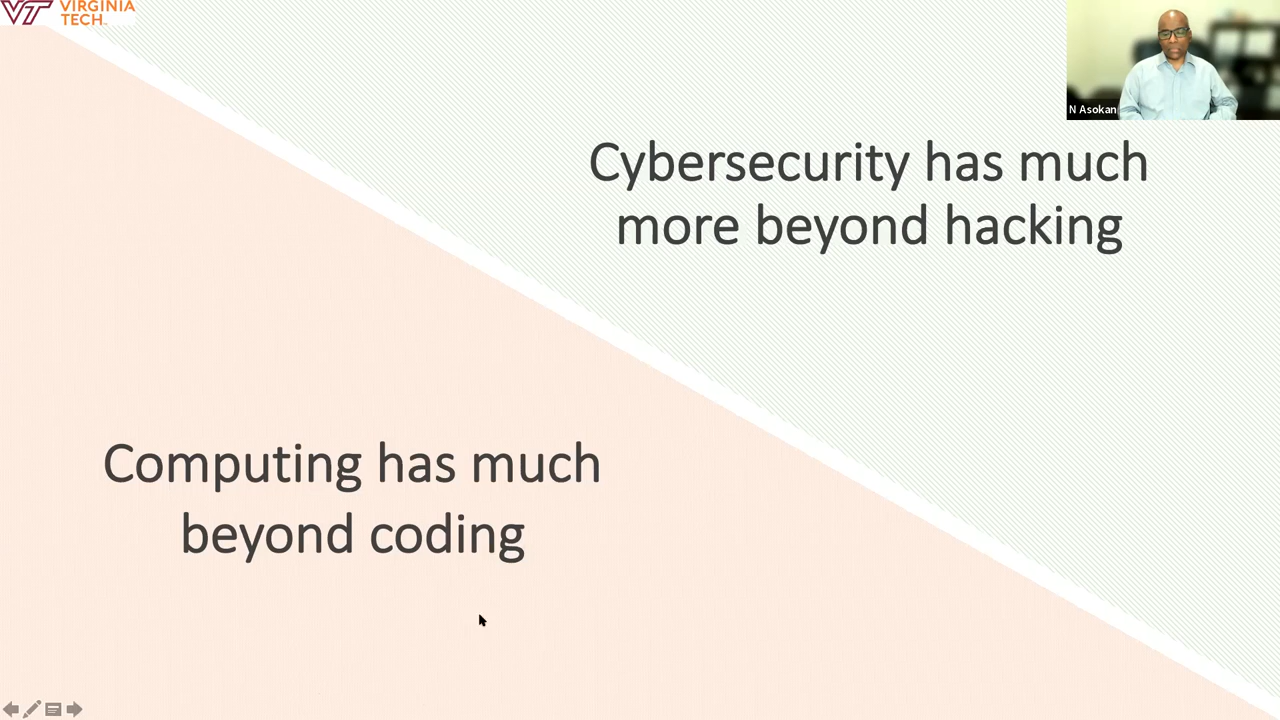 VIRGINIA
TECH
N Asokan
Cybersecurity has much
more beyond hacking
Computing has much
beyond coding